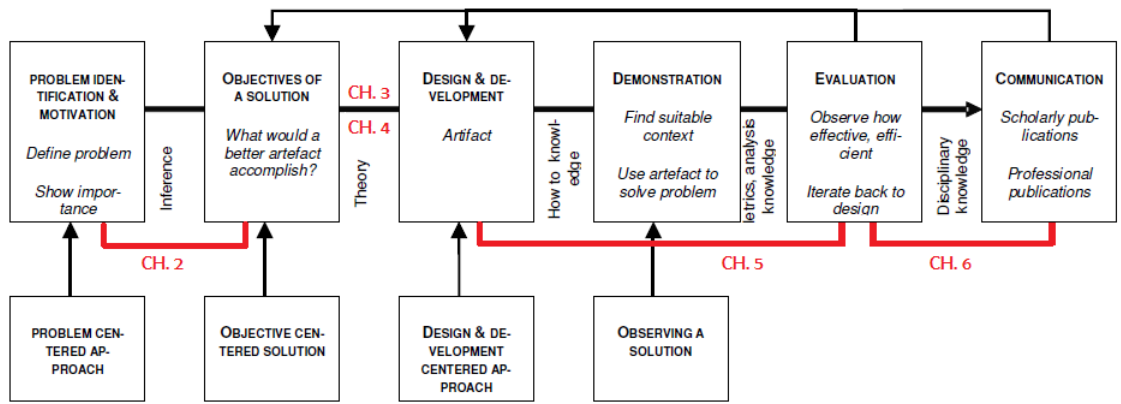 PROBLEM IDEN-
TIFICATION &
MOTIVATION
Define problem
Show impor-
tance
Inference
OBJECTIVES OF
A SOLUTION
What would a
better artefact
accomplish?
CH. 3
CH. 4
Theory
DESIGN & DE-
VELOPMENT
Artifact
How to knowl-
edge
DEMONSTRATION
Find suitable
context
Use artefact to
solve problem
letrics, analysis
knowledge
EVALUATION
Observe how
effective, effi-
cient
Iterate back to
design
Disciplinary
knowledge
COMMUNICATION
Scholarly pub-
lications
Professional
publications
CH. 2
CH. 5
CH. 6
PROBLEM CEN-
TERED AP-
PROACH
OBJECTIVE CEN-
TERED SOLUTION
DESIGN & DE-
VELOPMENT
CENTERED AP-
PROACH
OBSERVING A
SOLUTION